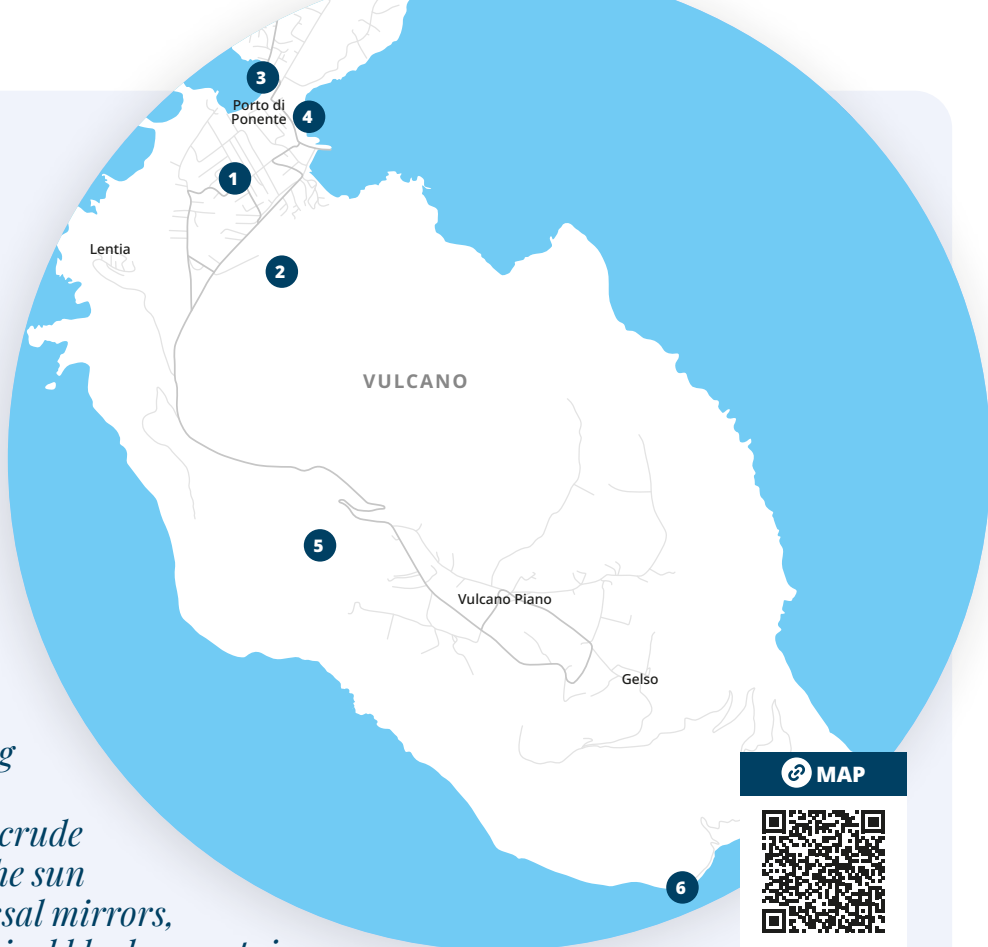 3
Porto di
Ponente
4
1
Lentia
2
VULCANO
5
Vulcano Piano
Gelso
MAP
6
g
crude
he sun
sal mirrors,